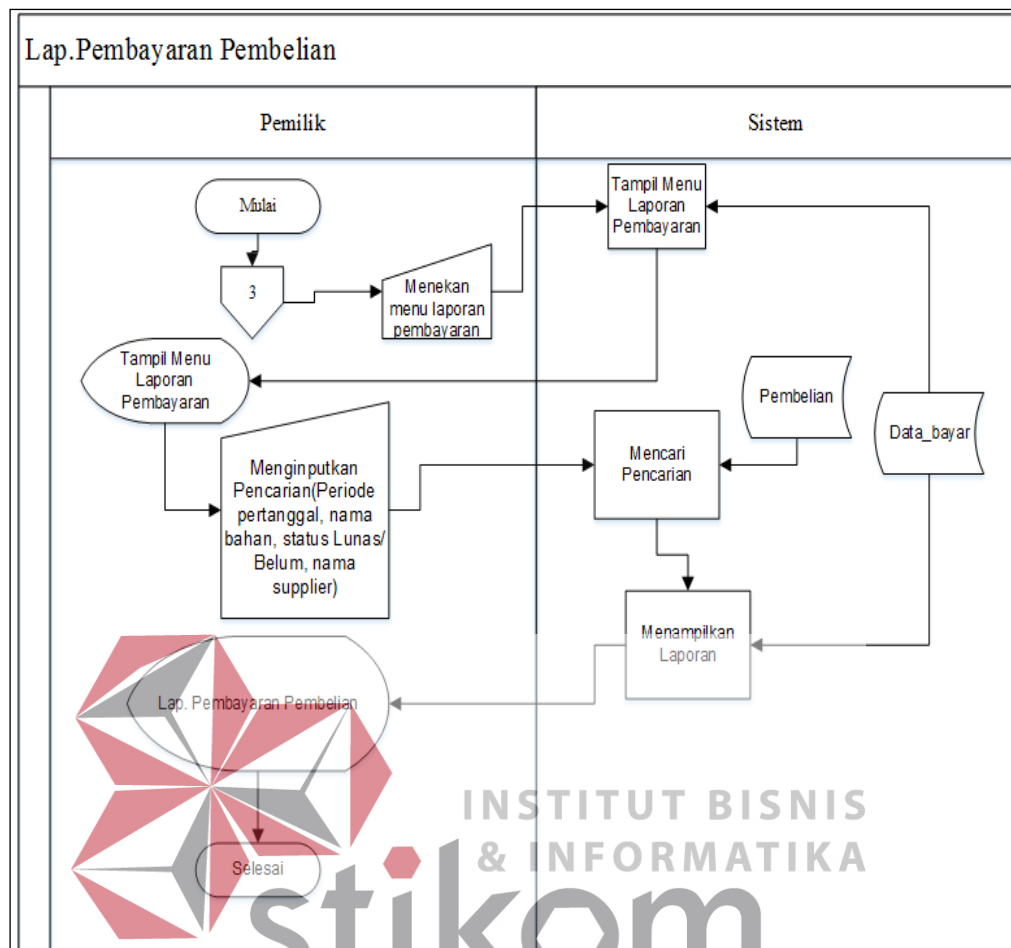 Lap.Pembayaran Pembelian
Pemilik
Sistem
Mulai
3
Menekan
menu laporan
pembayaran
Tampil Menu
Laporan
Pembayaran
Tampil Menu
Laporan
Pembayaran
Menginputkan
Pencarian(Periode
pertanggal, nama
bahan, status Lunas/
Belum, nama
supplier)
Mencari
Pencarian
Pembelian
Data_bayar
Menampilkan
Laporan
Lap. Pembayaran Pembelian
Selesai
INSTITUT BISNIS
& INFORMATIKA
stikom